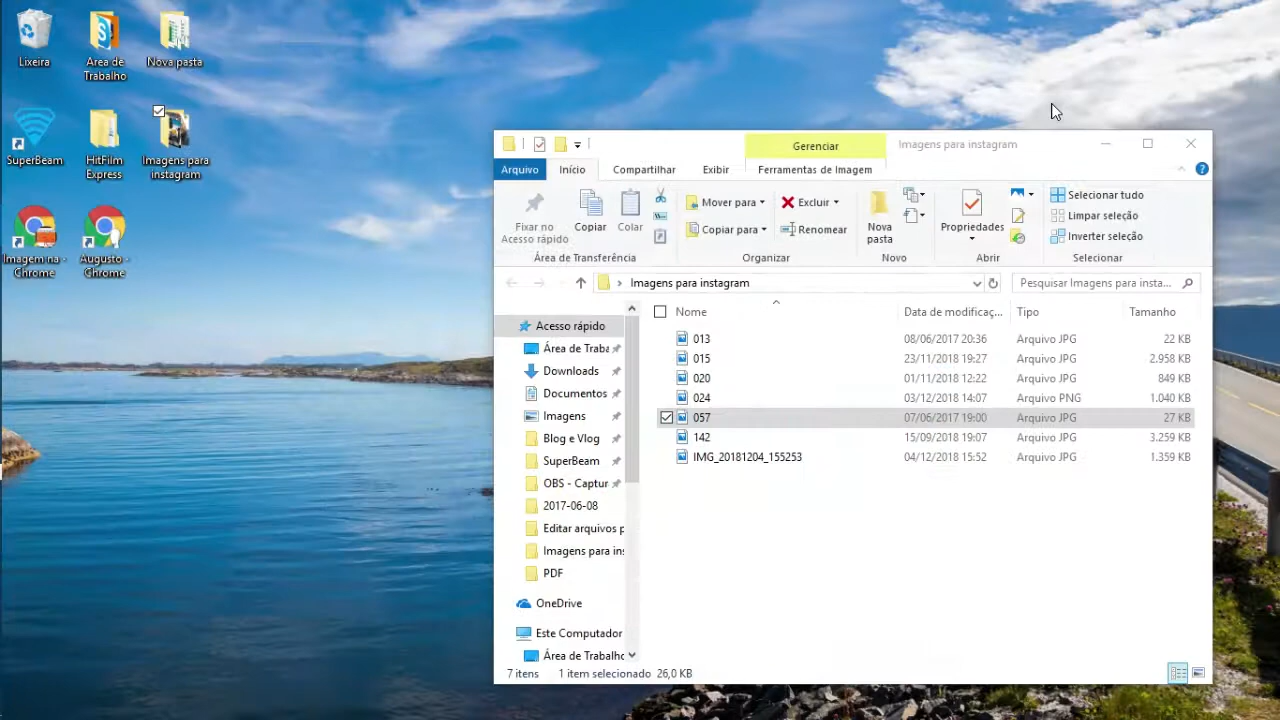 Lixeira
Área de
Trabalho
Nova pasta
SuperBeam
HitFilm
Express
Imagens para
instagram
Imagem na -
Chrome
Augusto -
Chrome
Gerenciar
Imagens para instagram
Arquivo
Início
Compartilhar
Exibir
Ferramentas de Imagem
Fixar no
Acesso rápido
Copiar
Colar
Mover para
Copiar para
Excluir
Renomear
Nova
pasta
Propriedades
Selecionar tudo
Limpar seleção
Inverter seleção
Área de Transferência
Organizar
Novo
Abrir
Selecionar
Imagens para instagram
Pesquisar Imagens para insta...
Nome
Data de modificaç...
Tipo
Tamanho
Acesso rápido
Área de Traba
Downloads
Documentos
Imagens
Blog e Vlog
SuperBeam
OBS - Captur
2017-06-08
Editar arquivos p
Imagens para ins
PDF
OneDrive
Este Computador
Área de Trabalho
013 08/06/2017 20:36 Arquivo JPG 22 KB
015 23/11/2018 19:27 Arquivo JPG 2.958 KB
020 01/11/2018 12:22 Arquivo JPG 849 KB
024 03/12/2018 14:07 Arquivo PNG 1.040 KB
057 07/06/2017 19:00 Arquivo JPG 27 KB
142 15/09/2018 19:07 Arquivo JPG 3.259 KB
IMG_20181204_155253 04/12/2018 15:52 Arquivo JPG 1.359 KB
7 itens 1 item selecionado 26,0 KB